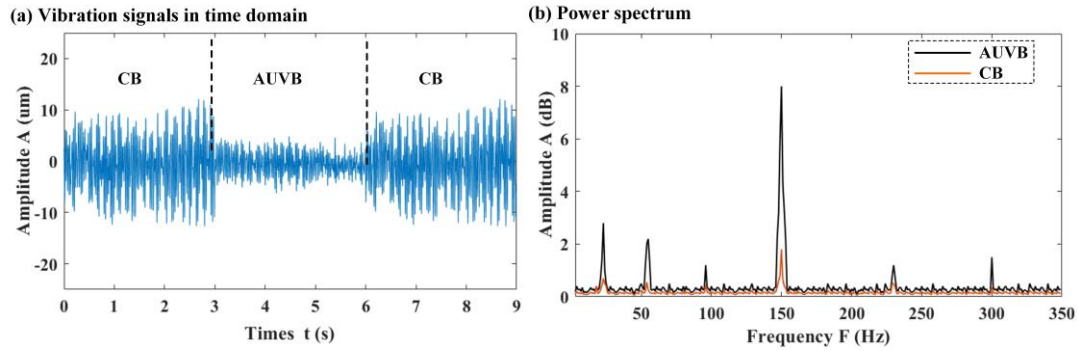 (a) Vibration signals in time domain
20
10
0
-10
-20
Amplitude A (um)
CB
AUVB
CB
0 1 2 3 4 5 6 7 8 9
Times t (s)
(b) Power spectrum
10
8
6
4
2
0
Amplitude A (dB)
AUVB
CB
50 100 150 200 250 300 350
Frequency F (Hz)